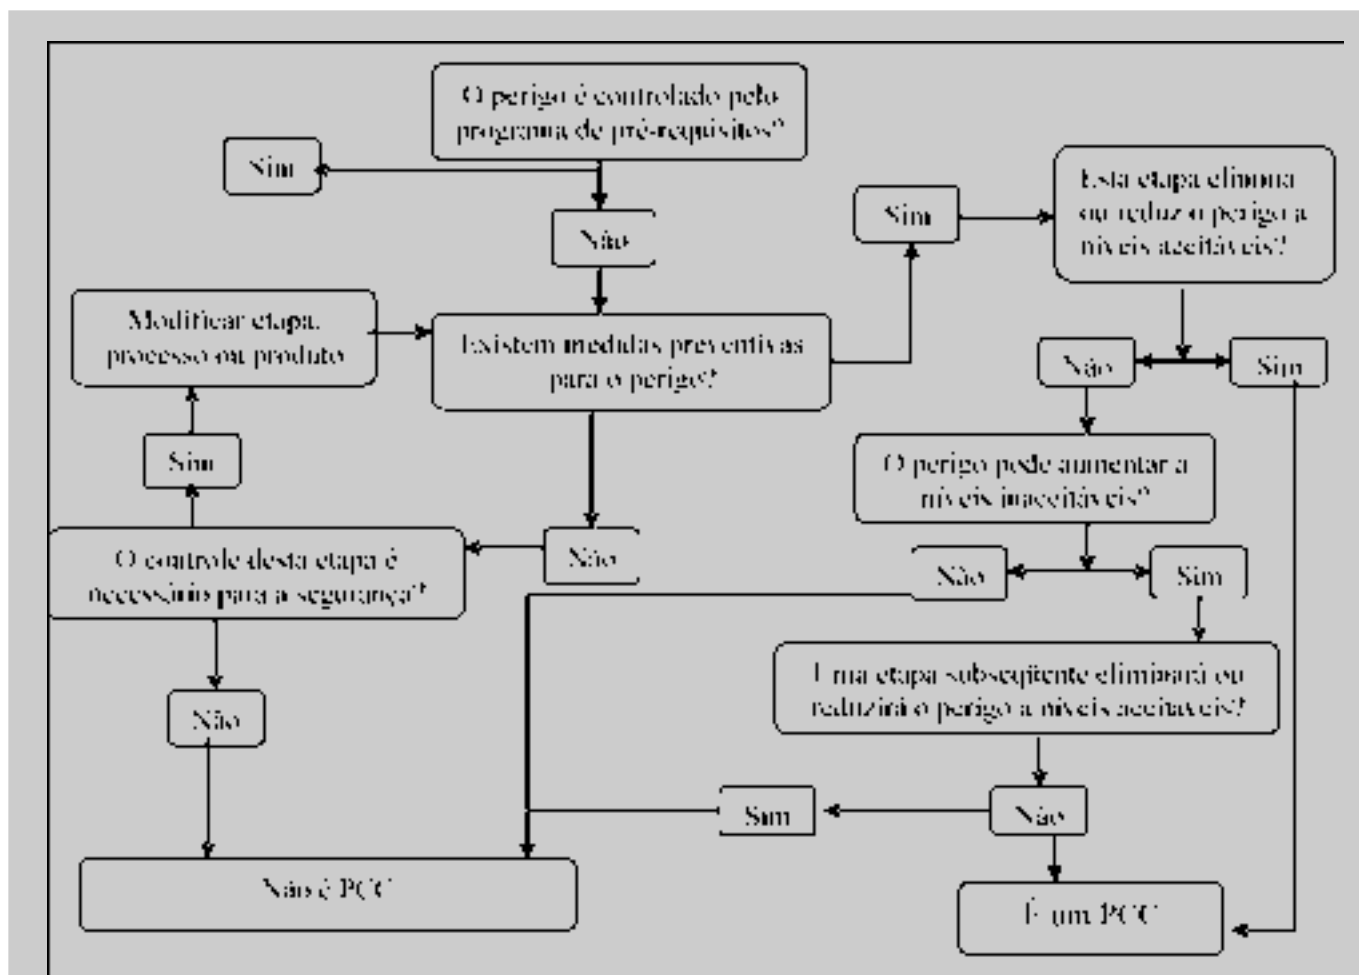 O perigo é controlado pelo
programa de pré-requisitos?
Sim
Não
Sim
Esta etapa elimina
ou reduz o perigo a
níveis aceitáveis?
Modificar etapa,
processo ou produto
Existem medidas preventivas
para o perigo?
Não
Sim
Sim
O perigo pode aumentar a
níveis inaceitáveis?
O controle desta etapa é
necessário para a segurança?
Não
Não
Sim
Uma etapa subseqüente eliminará ou
reduzirá o perigo a níveis aceitáveis?
Não
Sim
Não
Não é PCC
É um PCC